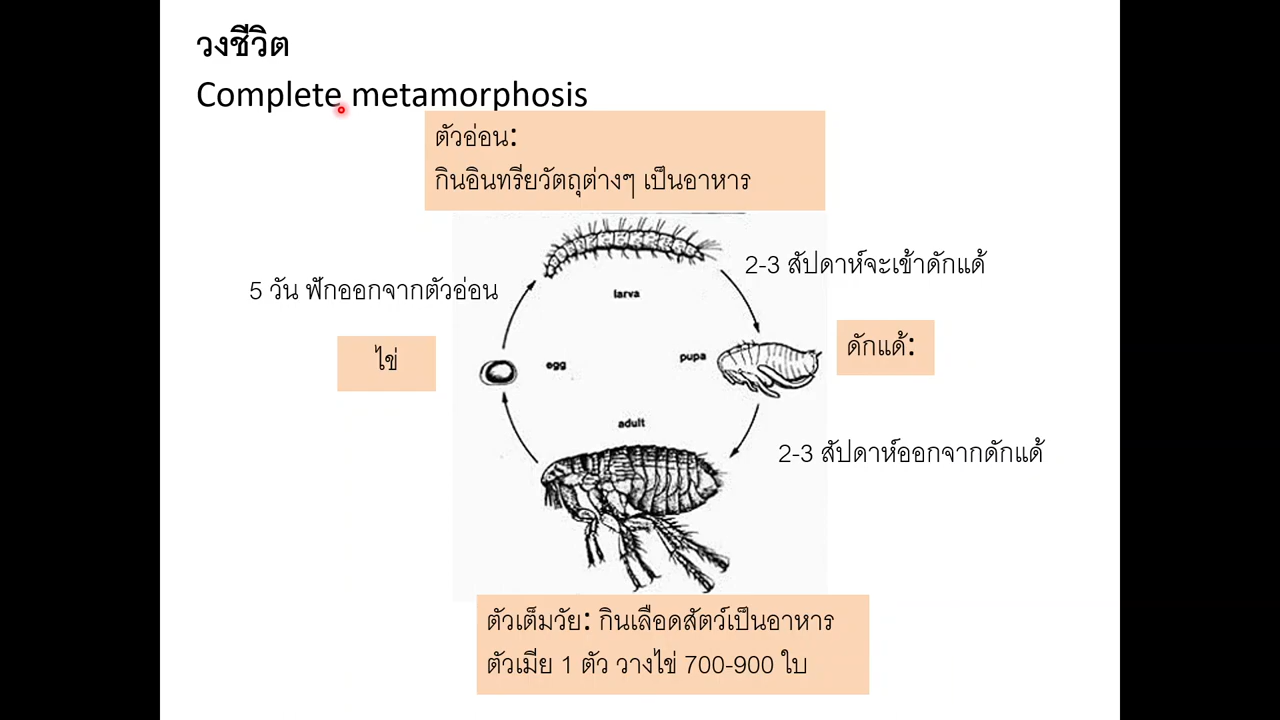 วงชีวิต
Complete metamorphosis
ตัวอ่อน:
กินอินทรียวัตถุต่างๆ เป็นอาหาร
2-3 สัปดาห์จะเข้าดักแด้
5 วัน ฟักออกจากตัวอ่อน
larva
ไข่
egg
pupa
ดักแด้:
adult
2-3 สัปดาห์ออกจากดักแด้
ตัวเต็มวัย: กินเลือดสัตว์เป็นอาหาร
ตัวเมีย 1 ตัว วางไข่ 700-900 ใบ